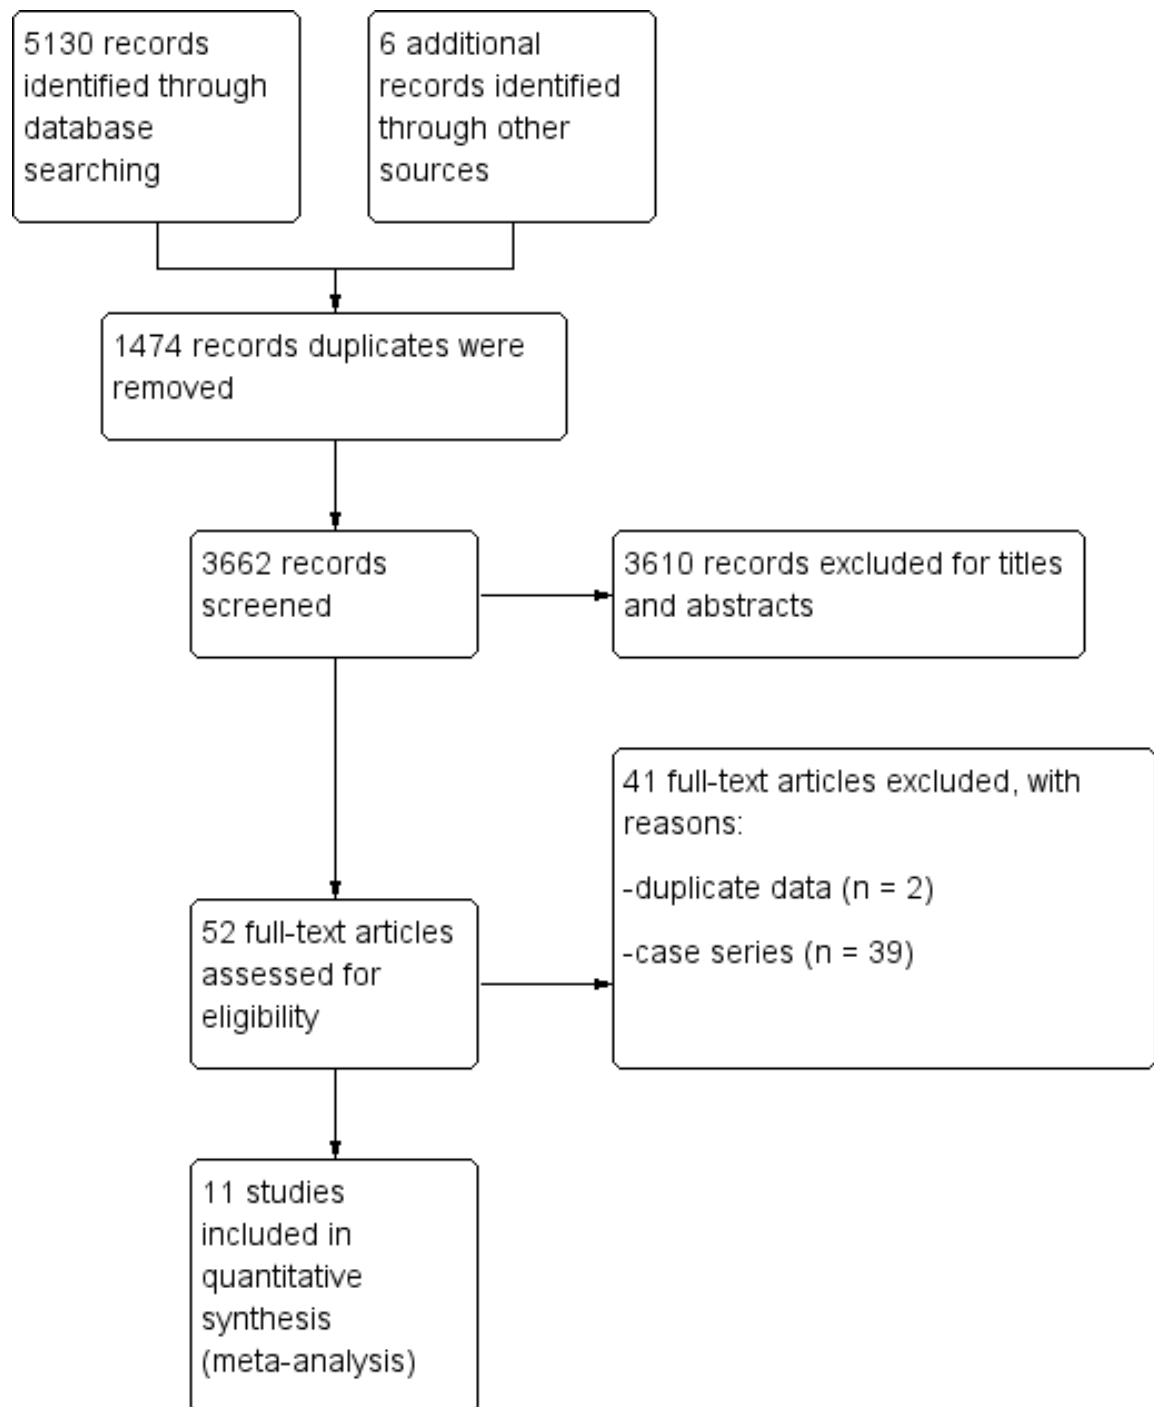 5130 records
identified through
database
searching
6 additional
records identified
through other
sources
1474 records duplicates were
removed
3662 records
screened
3610 records excluded for titles
and abstracts
41 full-text articles excluded, with
reasons:
-duplicate data (n = 2)
-case series (n = 39)
52 full-text articles
assessed for
eligibility
11 studies
included in
quantitative
synthesis
(meta-analysis)